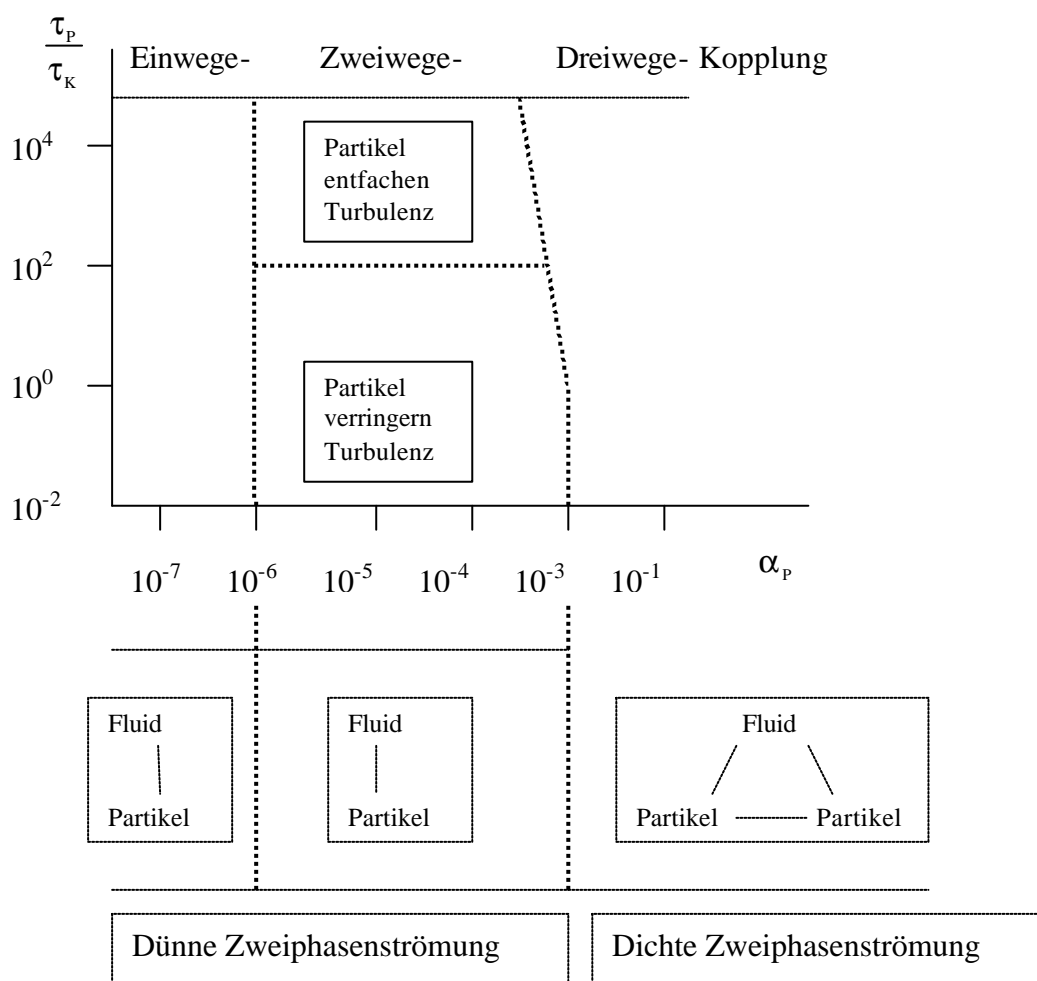 τP
τK
Einwege- Zweiwege- Dreiwege- Kopplung
10^4
Partikel
entfachen
Turbulenz
10^2
10^0
Partikel
verringern
Turbulenz
10^-2
10^-7 10^-6 10^-5 10^-4 10^-3 10^-1 αP
Fluid
Partikel
Fluid
Partikel
Fluid
Partikel Partikel
Dünne Zweiphasenströmung
Dichte Zweiphasenströmung